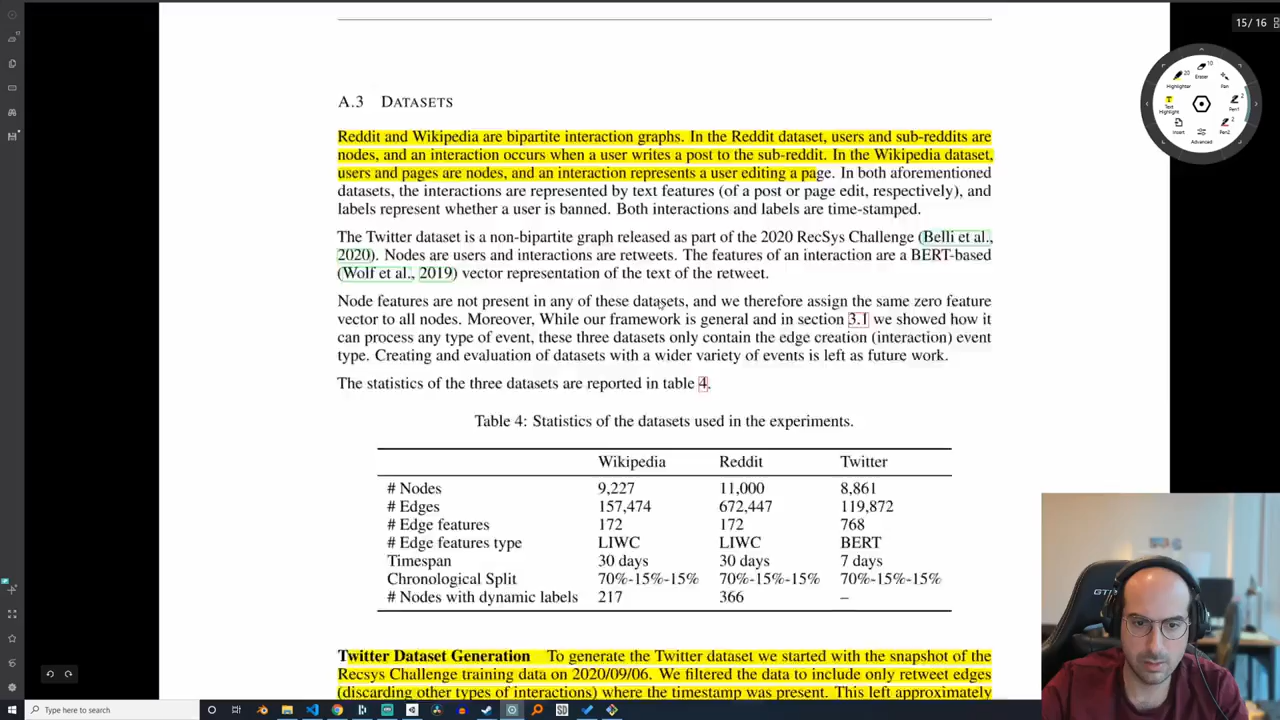 15 / 16
20
10
Highlighter
Eraser
Pen
2
Text
Highlight
Pen1
2
Insert
Pen2
Advanced
A.3 DATASETS
Reddit and Wikipedia are bipartite interaction graphs. In the Reddit dataset, users and sub-reddits are
nodes, and an interaction occurs when a user writes a post to the sub-reddit. In the Wikipedia dataset,
users and pages are nodes, and an interaction represents a user editing a page. In both aforementioned
datasets, the interactions are represented by text features (of a post or page edit, respectively), and
labels represent whether a user is banned. Both interactions and labels are time-stamped.
The Twitter dataset is a non-bipartite graph released as part of the 2020 RecSys Challenge (Belli et al.,
2020). Nodes are users and interactions are retweets. The features of an interaction are a BERT-based
(Wolf et al., 2019) vector representation of the text of the retweet.
Node features are not present in any of these datasets, and we therefore assign the same zero feature
vector to all nodes. Moreover, While our framework is general and in section 3.1 we showed how it
can process any type of event, these three datasets only contain the edge creation (interaction) event
type. Creating and evaluation of datasets with a wider variety of events is left as future work.
The statistics of the three datasets are reported in table 4.
Table 4: Statistics of the datasets used in the experiments.
Wikipedia Reddit Twitter
# Nodes 9,227 11,000 8,861
# Edges 157,474 672,447 119,872
# Edge features 172 172 768
# Edge features type LIWC LIWC BERT
Timespan 30 days 30 days 7 days
Chronological Split 70%-15%-15% 70%-15%-15% 70%-15%-15%
# Nodes with dynamic labels 217 366 –
Twitter Dataset Generation To generate the Twitter dataset we started with the snapshot of the
Recsys Challenge training data on 2020/09/06. We filtered the data to include only retweet edges
(discarding other types of interactions) where the timestamp was present. This left approximately
Type here to search